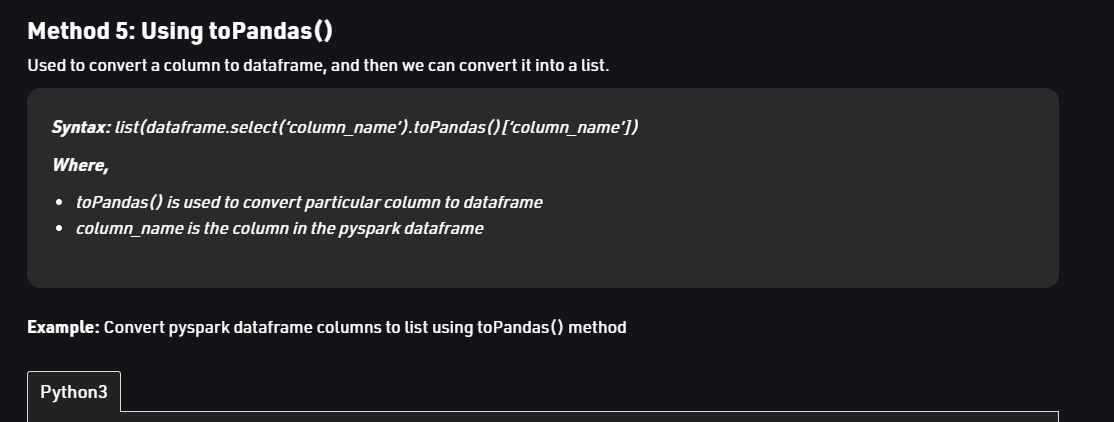 Method 5: Using toPandas()
Used to convert a column to dataframe, and then we can convert it into a list.
Syntax: list(dataframe.select(‘column_name’).toPandas()[‘column_name’])
Where,
• toPandas() is used to convert particular column to dataframe
• column_name is the column in the pyspark dataframe
Example: Convert pyspark dataframe columns to list using toPandas() method
Python3